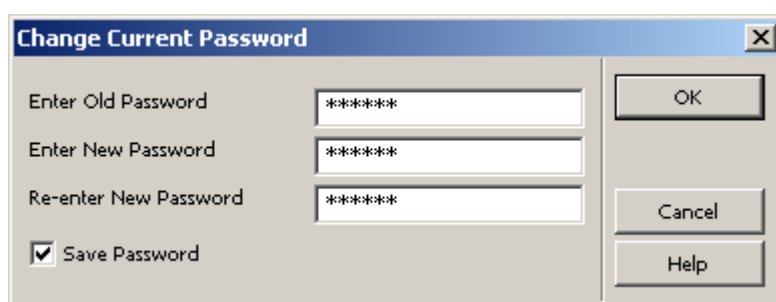 Change Current Password
Enter Old Password ****** OK
Enter New Password ******
Re-enter New Password ****** Cancel
Save Password
Help